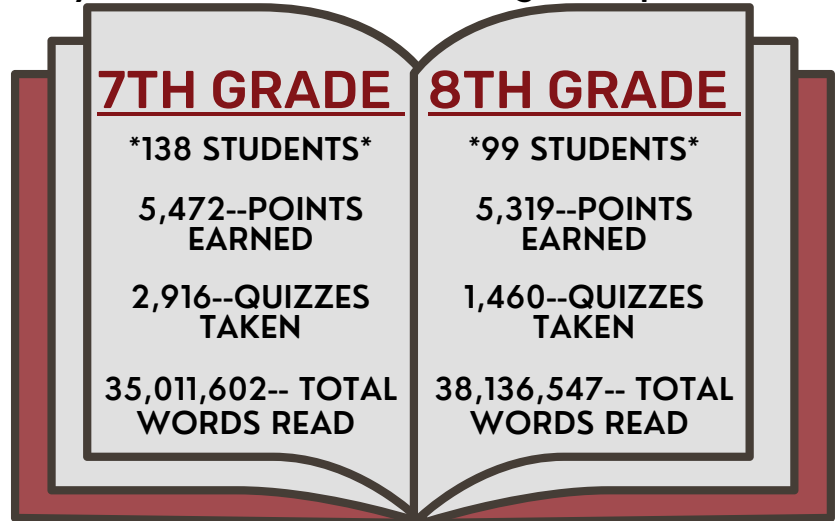 7TH GRADE
*138 STUDENTS*
5,472--POINTS
EARNED
2,916--QUIZZES
TAKEN
35,011,602-- TOTAL
WORDS READ
8TH GRADE
*99 STUDENTS*
5,319--POINTS
EARNED
1,460--QUIZZES
TAKEN
38,136,547-- TOTAL
WORDS READ